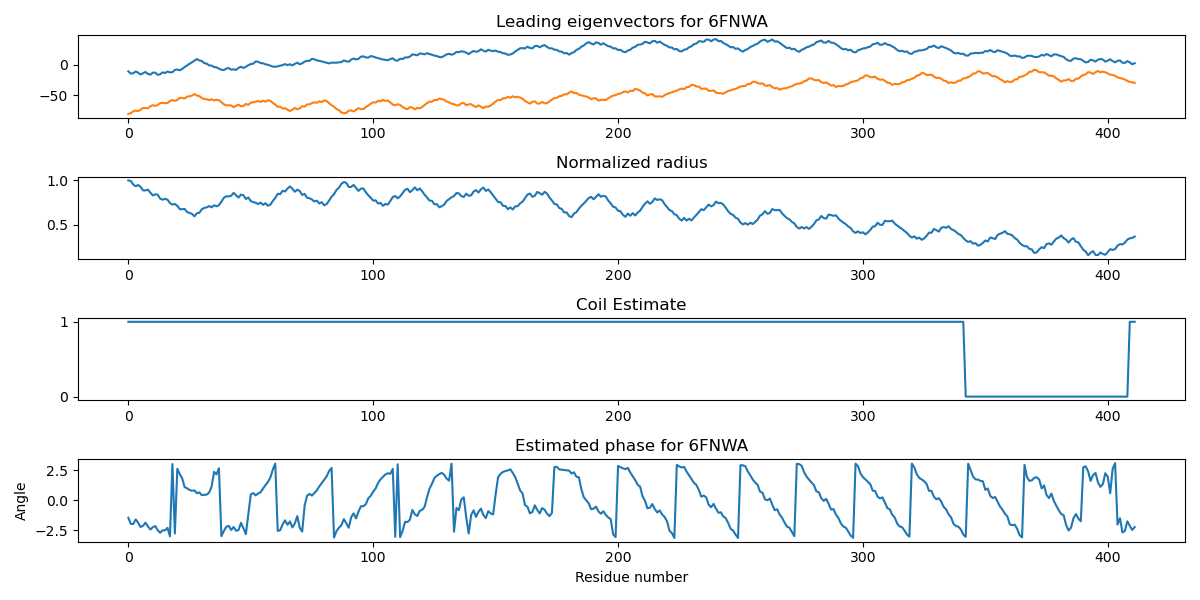 Leading eigenvectors for 6FNWA
0
−50
0 100 200 300 400
Normalized radius
1.0
0.5
0 100 200 300 400
Coil Estimate
1
0
0 100 200 300 400
Estimated phase for 6FNWA
Angle
2.5
0.0
−2.5
0 100 200 300 400
Residue number